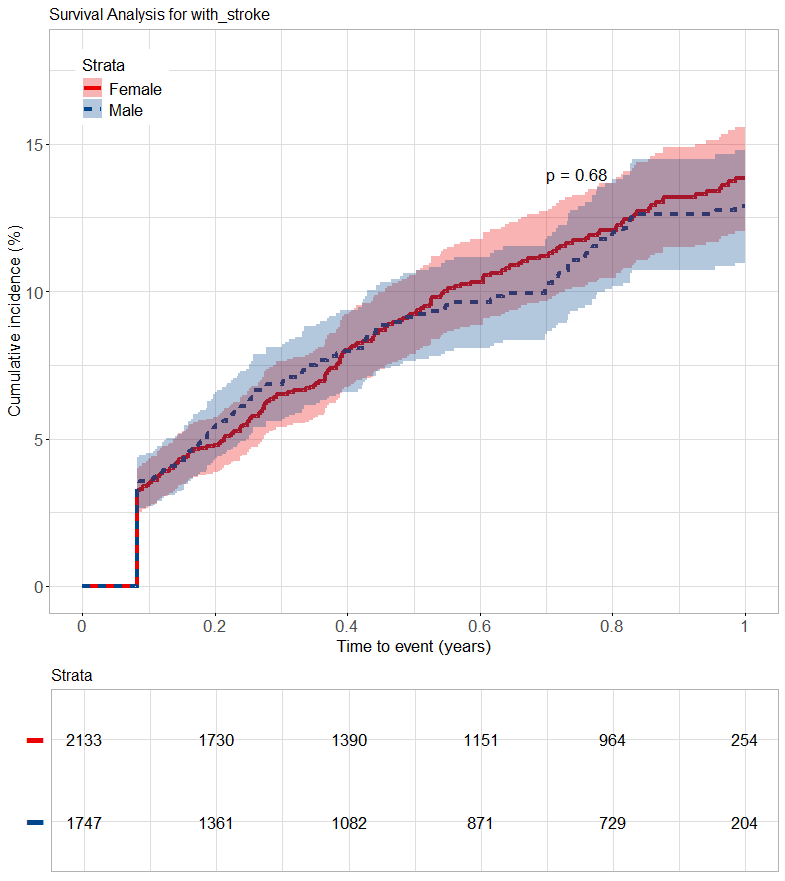 Survival Analysis for with_stroke
Strata
Female
Male
p = 0.68
Cumulative incidence (%)
15
10
5
0
0 0.2 0.4 0.6 0.8 1
Time to event (years)
Strata
2133 1730 1390 1151 964 254
1747 1361 1082 871 729 204